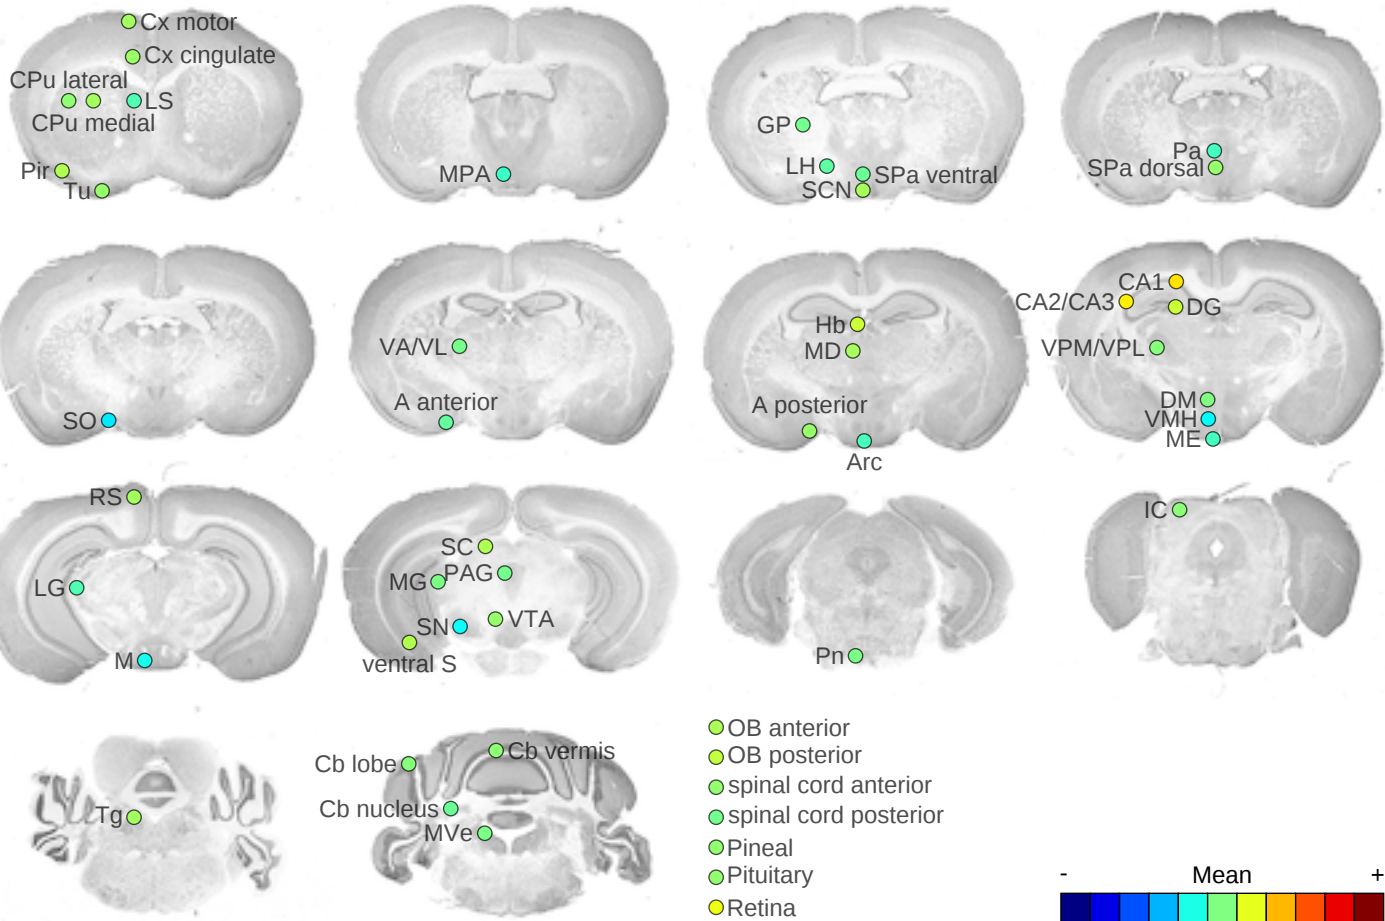 Cx motor
Cx cingulate
CPu lateral
LS
CPu medial
Pir
Tu
MPA
GP
LH
SPa ventral
SCN
Pa
SPa dorsal
SO
VA/VL
A anterior
Hb
MD
A posterior
Arc
CA1
CA2/CA3
DG
VPM/VPL
DM
VMH
ME
RS
LG
M
SC
MG
PAG
SN
VTA
ventral S
Pn
IC
Tg
Cb lobe
Cb vermis
Cb nucleus
MVe
OB anterior
OB posterior
spinal cord anterior
spinal cord posterior
Pineal
Pituitary
Retina
- Mean +